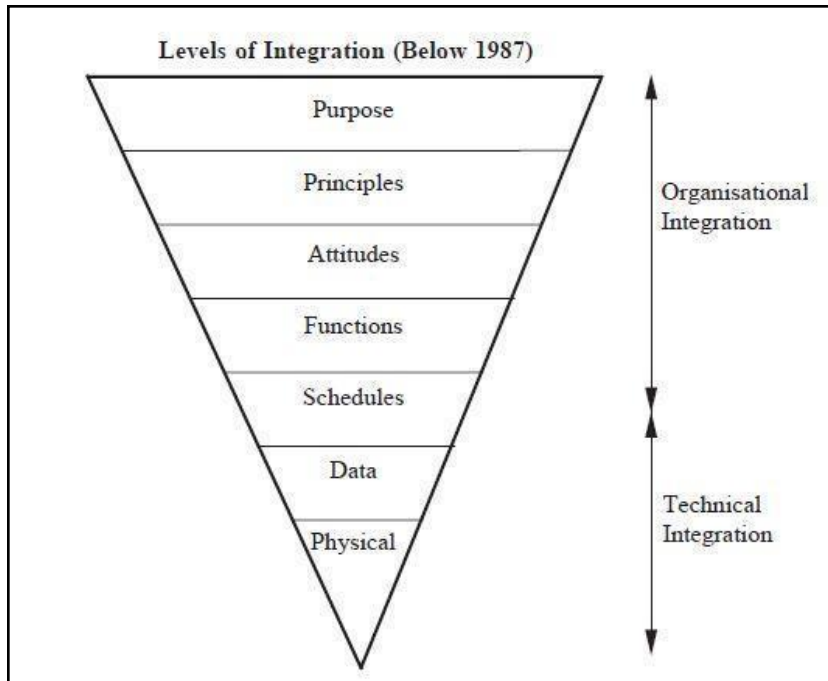 Levels of Integration (Below 1987)
Purpose
Principles
Attitudes
Functions
Schedules
Data
Physical
Organisational
Integration
Technical
Integration